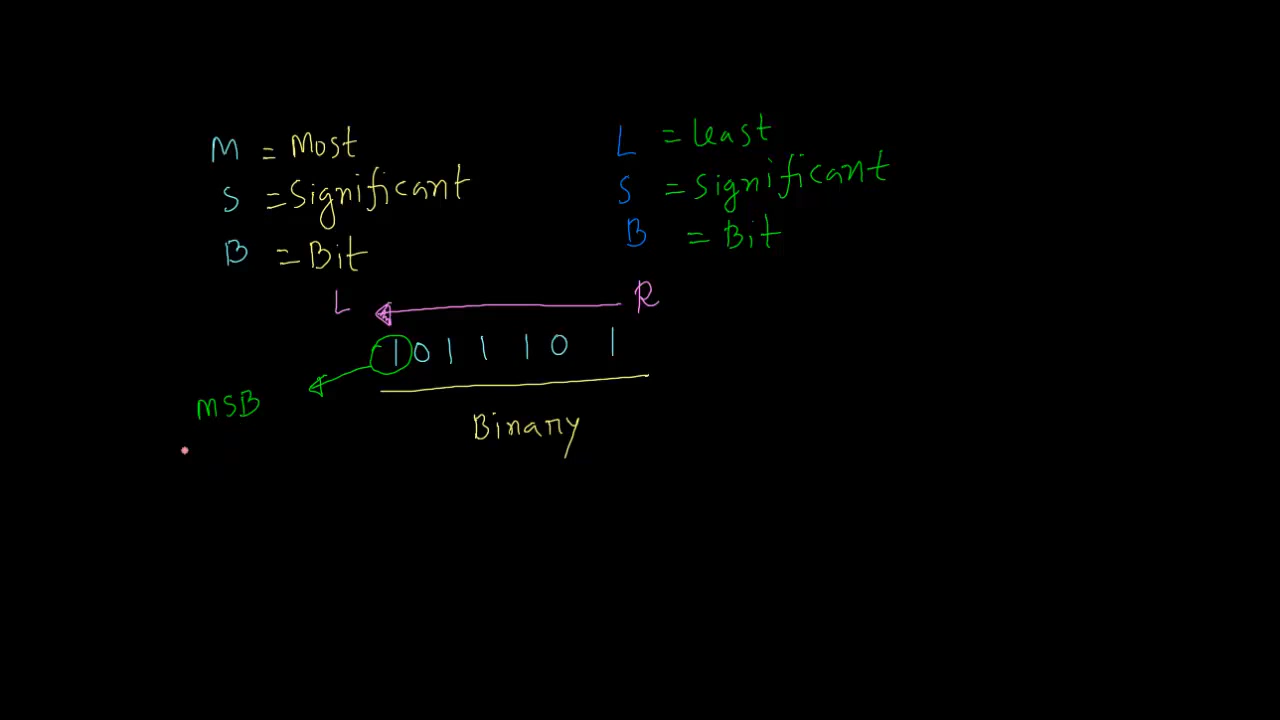 M = Most
S = Significant
B = Bit
L = Least
S = Significant
B = Bit
L R
1 0 1 1 1 0 1
MSB
Binary